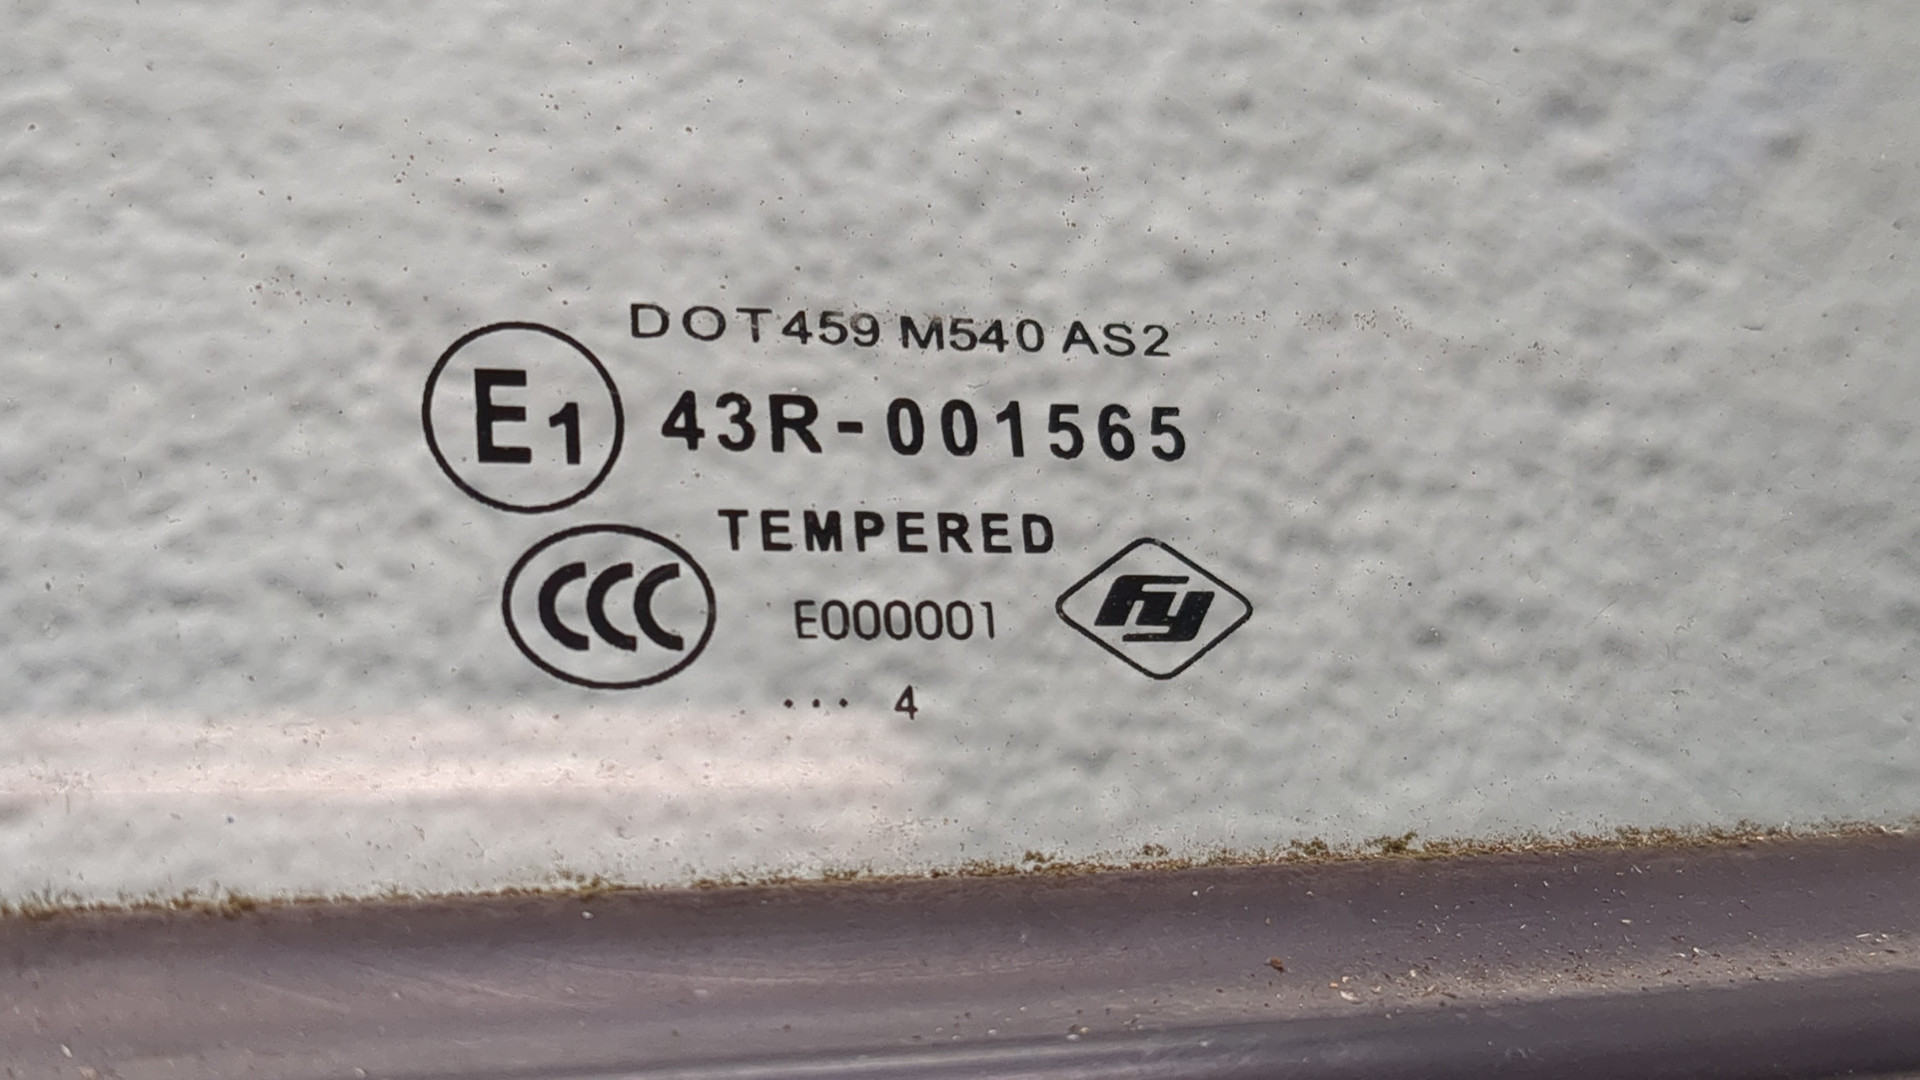 DOT459 M540 AS2
E1 43R-001565
TEMPERED
CCC E000001 fy
... 4